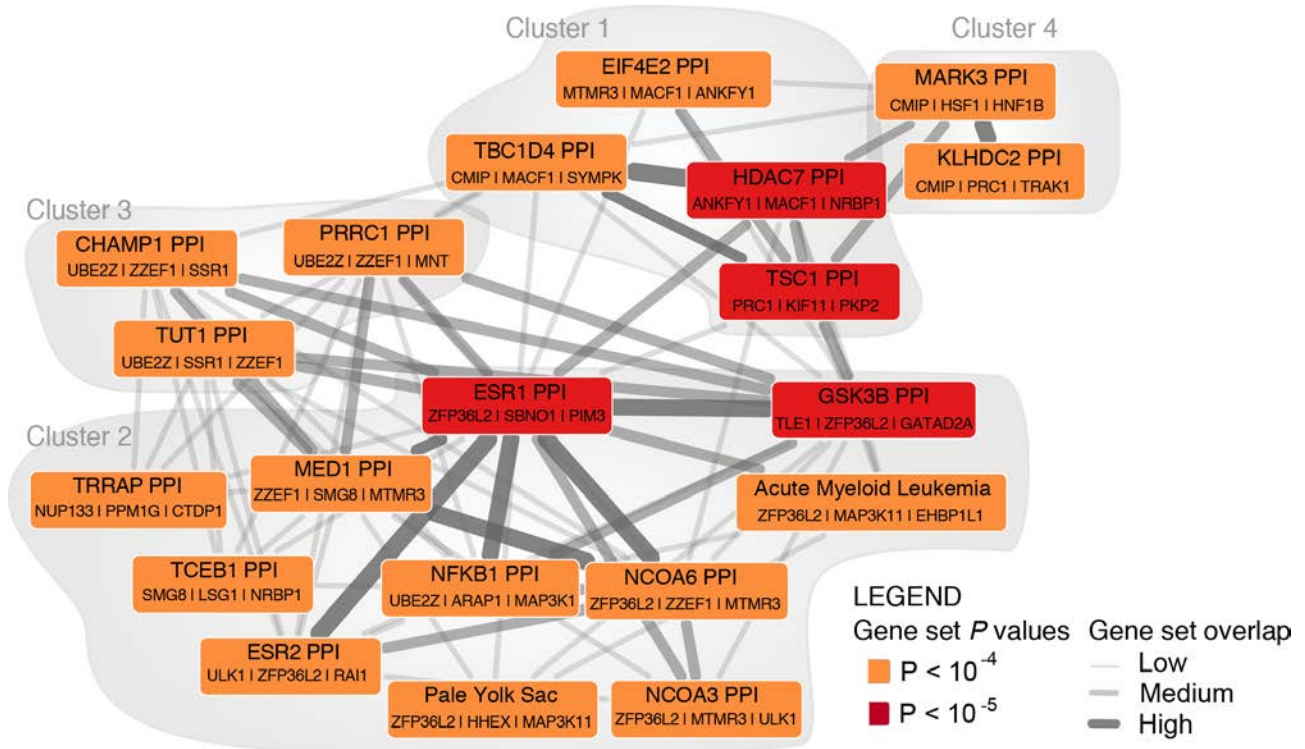 Cluster 1
Cluster 4
EIF4E2 PPI
MTMR3 I MACF1 I ANKFY1
MARK3 PPI
CMIP I HSF1 I HNF1B
TBC1D4 PPI
CMIP I MACF1 I SYMPK
KLHDC2 PPI
CMIP I PRC1 I TRAK1
HDAC7 PPI
ANKFY1 I MACF1 I NRBP1
Cluster 3
CHAMP1 PPI
UBE2Z I ZZEF1 I SSR1
PRRC1 PPI
UBE2Z I ZZEF1 I MNT
TSC1 PPI
PRC1 I KIF11 I PKP2
TUT1 PPI
UBE2Z I SSR1 I ZZEF1
ESR1 PPI
ZFP36L2 I SBNO1 I PIM3
GSK3B PPI
TLE1 I ZFP36L2 I GATAD2A
Cluster 2
TRRAP PPI
NUP133 I PPM1G I CTDP1
MED1 PPI
ZZEF1 I SMG8 I MTMR3
Acute Myeloid Leukemia
ZFP36L2 I MAP3K11 I EHBP1L1
TCEB1 PPI
SMG8 I LSG1 I NRBP1
NFKB1 PPI
UBE2Z I ARAP1 I MAP3K1
NCOA6 PPI
ZFP36L2 I ZZEF1 I MTMR3
ESR2 PPI
ULK1 I ZFP36L2 I RAI1
Pale Yolk Sac
ZFP36L2 I HHEX I MAP3K11
NCOA3 PPI
ZFP36L2 I MTMR3 I ULK1
LEGEND
Gene set P values
P < 10-4
P < 10-5
Gene set overlap
Low
Medium
High